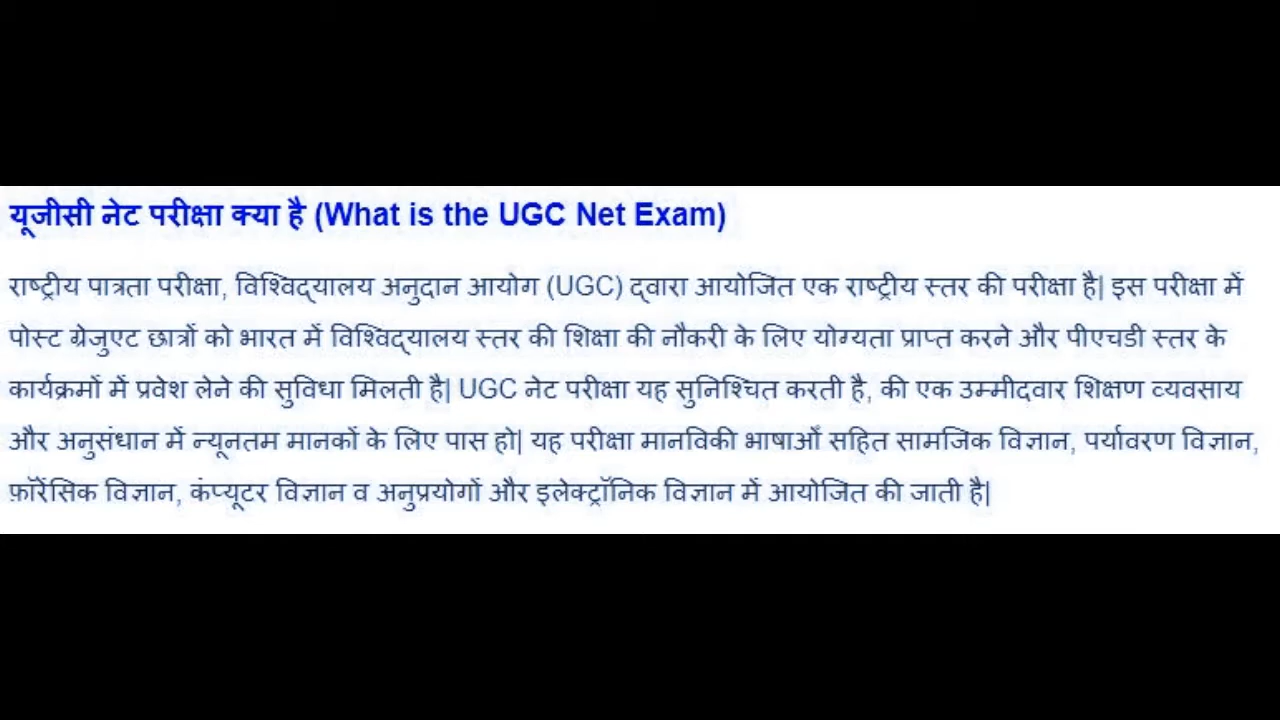 यूजीसी नेट परीक्षा क्या है (What is the UGC Net Exam)
राष्ट्रीय पात्रता परीक्षा, विश्विद्यालय अनुदान आयोग (UGC) द्वारा आयोजित एक राष्ट्रीय स्तर की परीक्षा है| इस परीक्षा में
पोस्ट ग्रेजुएट छात्रों को भारत में विश्विद्यालय स्तर की शिक्षा की नौकरी के लिए योग्यता प्राप्त करने और पीएचडी स्तर के
कार्यक्रमों में प्रवेश लेने की सुविधा मिलती है| UGC नेट परीक्षा यह सुनिश्चित करती है, की एक उम्मीदवार शिक्षण व्यवसाय
और अनुसंधान में न्यूनतम मानकों के लिए पास हो| यह परीक्षा मानविकी भाषाओँ सहित सामजिक विज्ञान, पर्यावरण विज्ञान,
फ़ॉरेंसिक विज्ञान, कंप्यूटर विज्ञान व अनुप्रयोगों और इलेक्ट्रॉनिक विज्ञान में आयोजित की जाती है|